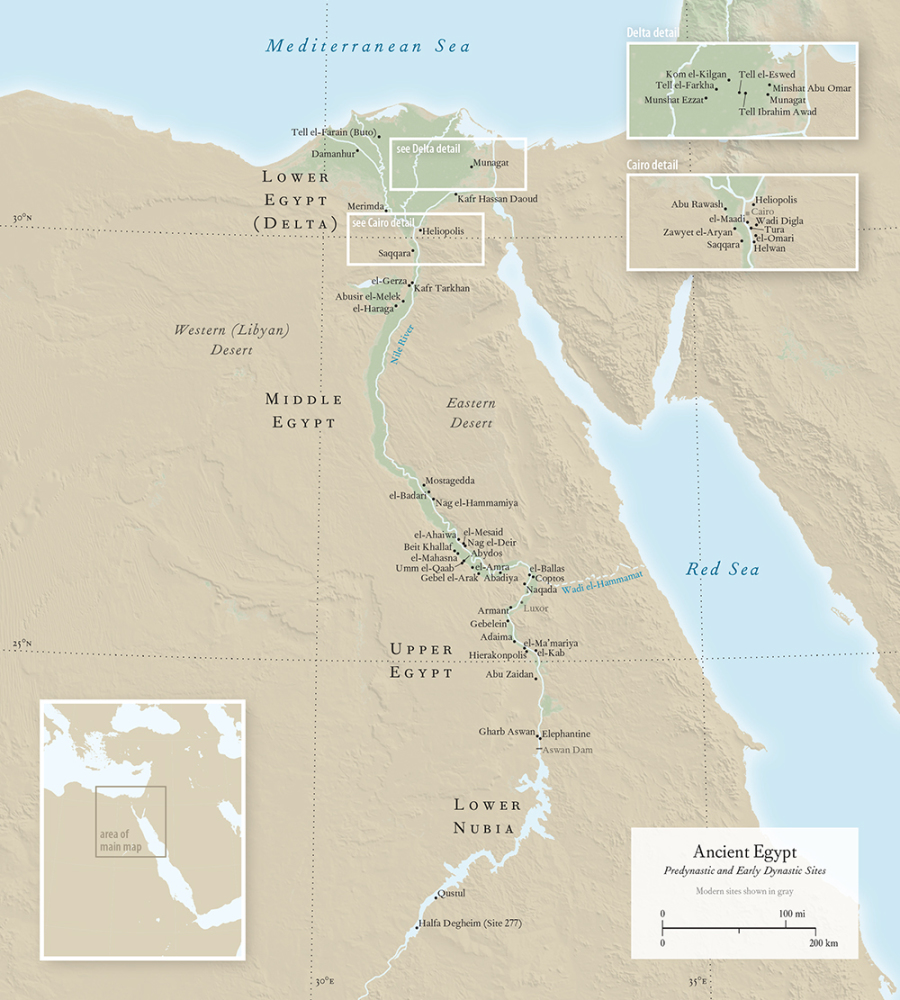 Mediterranean Sea
Delta detail
Kom el-Kilgan
Tell el-Eswed
Tell el-Farkha
Minshat Abu Omar
Munshat Ezzat
Munagat
Tell Ibrahim Awad
Tell el-Farain (Buto)
Damanhur
see Delta detail
Munagat
Cairo detail
Abu Rawash
Heliopolis
Cairo
el-Maadi
Wadi Digla
Tura
Zawyet el-Aryan
el-Omari
Saqqara
Helwan
LOWER
EGYPT
(DELTA)
Merimda
Kafr Hassan Daoud
30°N
see Cairo detail
Heliopolis
Saqqara
el-Gerza
Kafr Tarkhan
Abusir el-Melek
el-Haraga
Nile River
Western (Libyan)
Desert
MIDDLE
EGYPT
Eastern
Desert
Mostagedda
el-Badari
Nag el-Hammamiya
el-Ahaiwa
el-Mesaid
Nag el-Deir
Beit Khallaf
Abydos
el-Mahasna
Umm el-Qaab
el-Amra
Gebel el-Arak
Abadiya
el-Ballas
Coptos
Naqada
Wadi el-Hammamat
Red Sea
Armant
Luxor
Gebelein
Adaima
el-Ma'mariya
Hierakonpolis
el-Kab
25°N
UPPER
EGYPT
Abu Zaidan
Gharb Aswan
Elephantine
Aswan Dam
LOWER
NUBIA
area of
main map
Qustul
Halfa Degheim (Site 277)
Ancient Egypt
Predynastic and Early Dynastic Sites
Modern sites shown in gray
0 100 mi
0 200 km
30°E
35°E